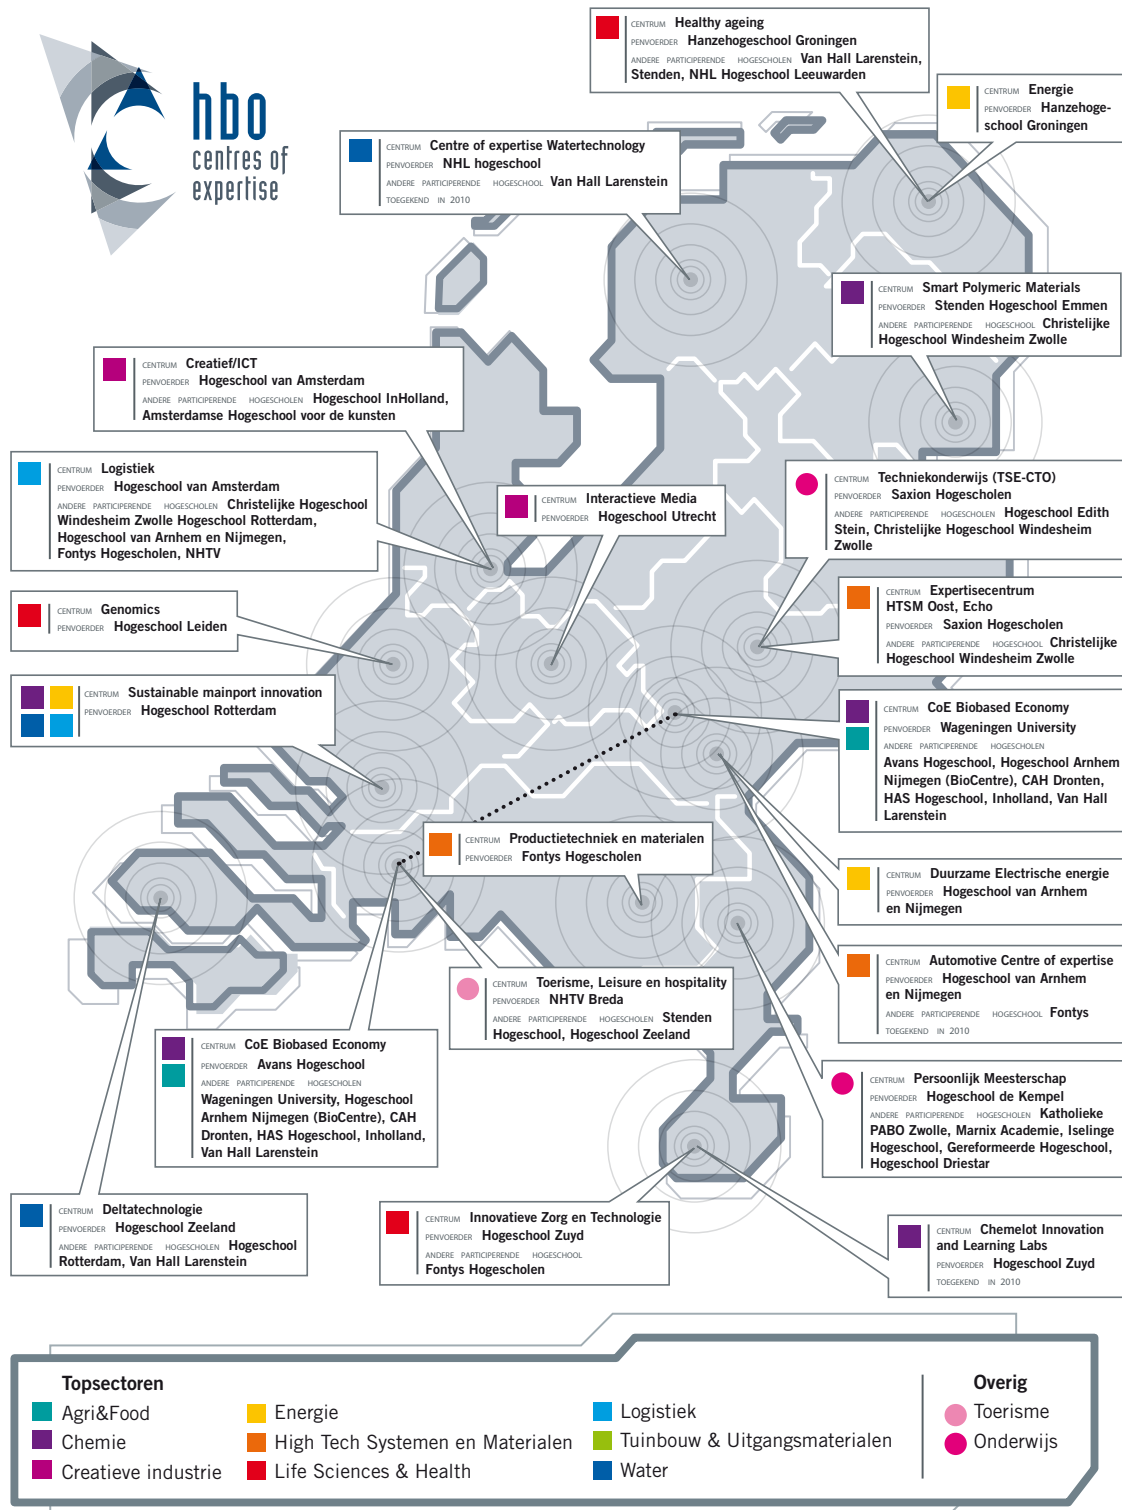 hbo
centres of
expertise
CENTRUM Healthy ageing
PENVOERDER Hanzehogeschool Groningen
ANDERE PARTICIPERENDE HOGESCHOLEN Van Hall Larenstein,
Stenden, NHL Hogeschool Leeuwarden
CENTRUM Energie
PENVOERDER Hanzehoge-
school Groningen
CENTRUM Centre of expertise Watertechnology
PENVOERDER NHL hogeschool
ANDERE PARTICIPERENDE HOGESCHOOL Van Hall Larenstein
TOEGEKEND IN 2010
CENTRUM Smart Polymeric Materials
PENVOERDER Stenden Hogeschool Emmen
ANDERE PARTICIPERENDE HOGESCHOOL Christelijke
Hogeschool Windesheim Zwolle
CENTRUM Creatief/ICT
PENVOERDER Hogeschool van Amsterdam
ANDERE PARTICIPERENDE HOGESCHOLEN Hogeschool InHolland,
Amsterdamse Hogeschool voor de kunsten
CENTRUM Logistiek
PENVOERDER Hogeschool van Amsterdam
ANDERE PARTICIPERENDE HOGESCHOLEN Christelijke Hogeschool
Windesheim Zwolle Hogeschool Rotterdam,
Hogeschool van Arnhem en Nijmegen,
Fontys Hogescholen, NHTV
CENTRUM Interactieve Media
PENVOERDER Hogeschool Utrecht
CENTRUM Techniekonderwijs (TSE-CTO)
PENVOERDER Saxion Hogescholen
ANDERE PARTICIPERENDE HOGESCHOLEN Hogeschool Edith
Stein, Christelijke Hogeschool Windesheim
Zwolle
CENTRUM Genomics
PENVOERDER Hogeschool Leiden
CENTRUM Expertisecentrum
HTSM Oost, Echo
PENVOERDER Saxion Hogescholen
ANDERE PARTICIPERENDE HOGESCHOOL Christelijke
Hogeschool Windesheim Zwolle
CENTRUM Sustainable mainport innovation
PENVOERDER Hogeschool Rotterdam
CENTRUM CoE Biobased Economy
PENVOERDER Wageningen University
ANDERE PARTICIPERENDE HOGESCHOLEN
Avans Hogeschool, Hogeschool Arnhem
Nijmegen (BioCentre), CAH Dronten,
HAS Hogeschool, Inholland, Van Hall
Larenstein
CENTRUM Productietechniek en materialen
PENVOERDER Fontys Hogescholen
CENTRUM Duurzame Electrische energie
PENVOERDER Hogeschool van Arnhem
en Nijmegen
CENTRUM Automotive Centre of expertise
PENVOERDER Hogeschool van Arnhem
en Nijmegen
ANDERE PARTICIPERENDE HOGESCHOOL Fontys
TOEGEKEND IN 2010
CENTRUM Toerisme, Leisure en hospitality
PENVOERDER NHTV Breda
ANDERE PARTICIPERENDE HOGESCHOLEN Stenden
Hogeschool, Hogeschool Zeeland
CENTRUM CoE Biobased Economy
PENVOERDER Avans Hogeschool
ANDERE PARTICIPERENDE HOGESCHOLEN
Wageningen University, Hogeschool
Arnhem Nijmegen (BioCentre), CAH
Dronten, HAS Hogeschool, Inholland,
Van Hall Larenstein
CENTRUM Persoonlijk Meesterschap
PENVOERDER Hogeschool de Kempel
ANDERE PARTICIPERENDE HOGESCHOLEN Katholieke
PABO Zwolle, Marnix Academie, Iselinge
Hogeschool, Gereformeerde Hogeschool,
Hogeschool Driestar
CENTRUM Deltatechnologie
PENVOERDER Hogeschool Zeeland
ANDERE PARTICIPERENDE HOGESCHOLEN Hogeschool
Rotterdam, Van Hall Larenstein
CENTRUM Innovatieve Zorg en Technologie
PENVOERDER Hogeschool Zuyd
ANDERE PARTICIPERENDE HOGESCHOOL
Fontys Hogescholen
CENTRUM Chemelot Innovation
and Learning Labs
PENVOERDER Hogeschool Zuyd
TOEGEKEND IN 2010
Topsectoren
Agri&Food
Chemie
Creatieve industrie
Energie
High Tech Systemen en Materialen
Life Sciences & Health
Logistiek
Tuinbouw & Uitgangsmaterialen
Water
Overig
Toerisme
Onderwijs